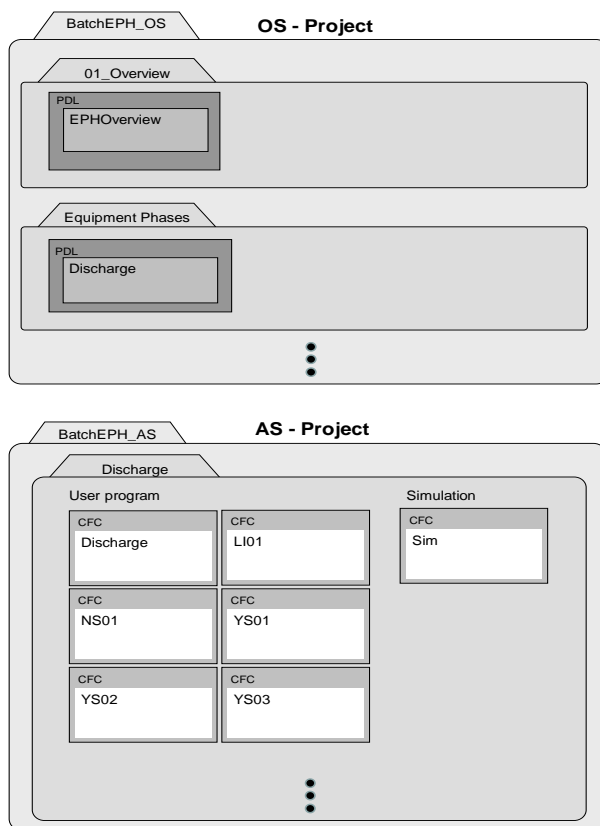 BatchEPH_OS
OS - Project
01_Overview
PDL
EPHOverview
Equipment Phases
PDL
Discharge
AS - Project
BatchEPH_AS
Discharge
User program
Simulation
CFC
Discharge
CFC
LI01
CFC
Sim
CFC
NS01
CFC
YS01
CFC
YS02
CFC
YS03